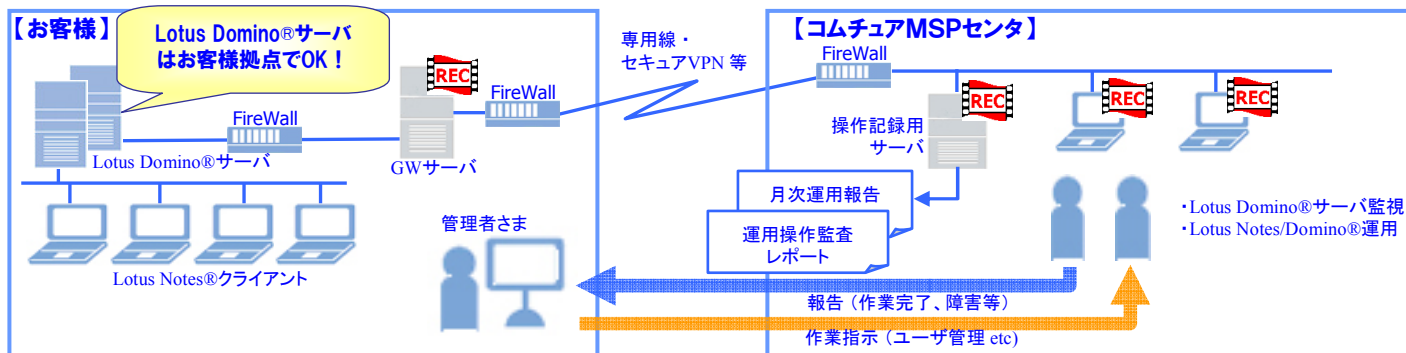 【お客様】
Lotus Domino®サーバ
はお客様拠点でOK！
REC
FireWall
FireWall
Lotus Domino®サーバ
GWサーバ
Lotus Notes®クライアント
管理者さま
専用線・
セキュアVPN 等
【コムチュアMSPセンタ】
FireWall
REC
REC
REC
操作記録用
サーバ
月次運用報告
運用操作監査
レポート
・Lotus Domino®サーバ監視
・Lotus Notes/Domino®運用
報告（作業完了、障害等）
作業指示（ユーザ管理 etc)